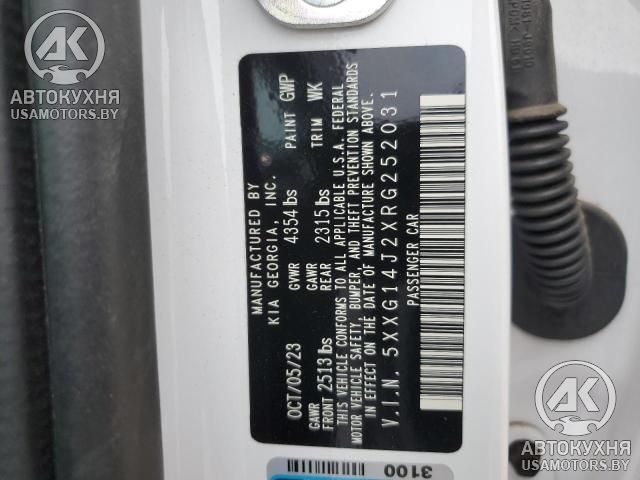 MANUFACTURED BY
KIA GEORGIA, INC.
OCT/05/23 GVWR 4354 lbs PAINT GWP
GAWR FRONT 2513 lbs GAWR REAR 2315 lbs TRIM WK
THIS VEHICLE CONFORMS TO ALL APPLICABLE U.S.A. FEDERAL
MOTOR VEHICLE SAFETY, BUMPER, AND THEFT PREVENTION STANDARDS
IN EFFECT ON THE DATE OF MANUFACTURE SHOWN ABOVE.
V.I.N. 5XXG14J2XRG252031
PASSENGER CAR
3100
АК
АВТОКУХНЯ
USAMOTORS.BY
АК
АВТОКУХНЯ
USAMOTORS.BY